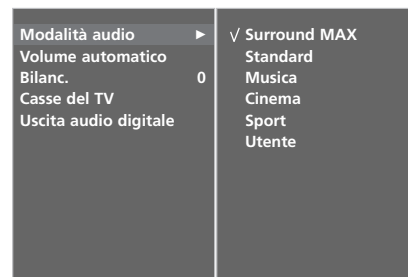 Modalità audio ►
Volume automatico
Bilanc. 0
Casse del TV
Uscita audio digitale
√ Surround MAX
Standard
Musica
Cinema
Sport
Utente